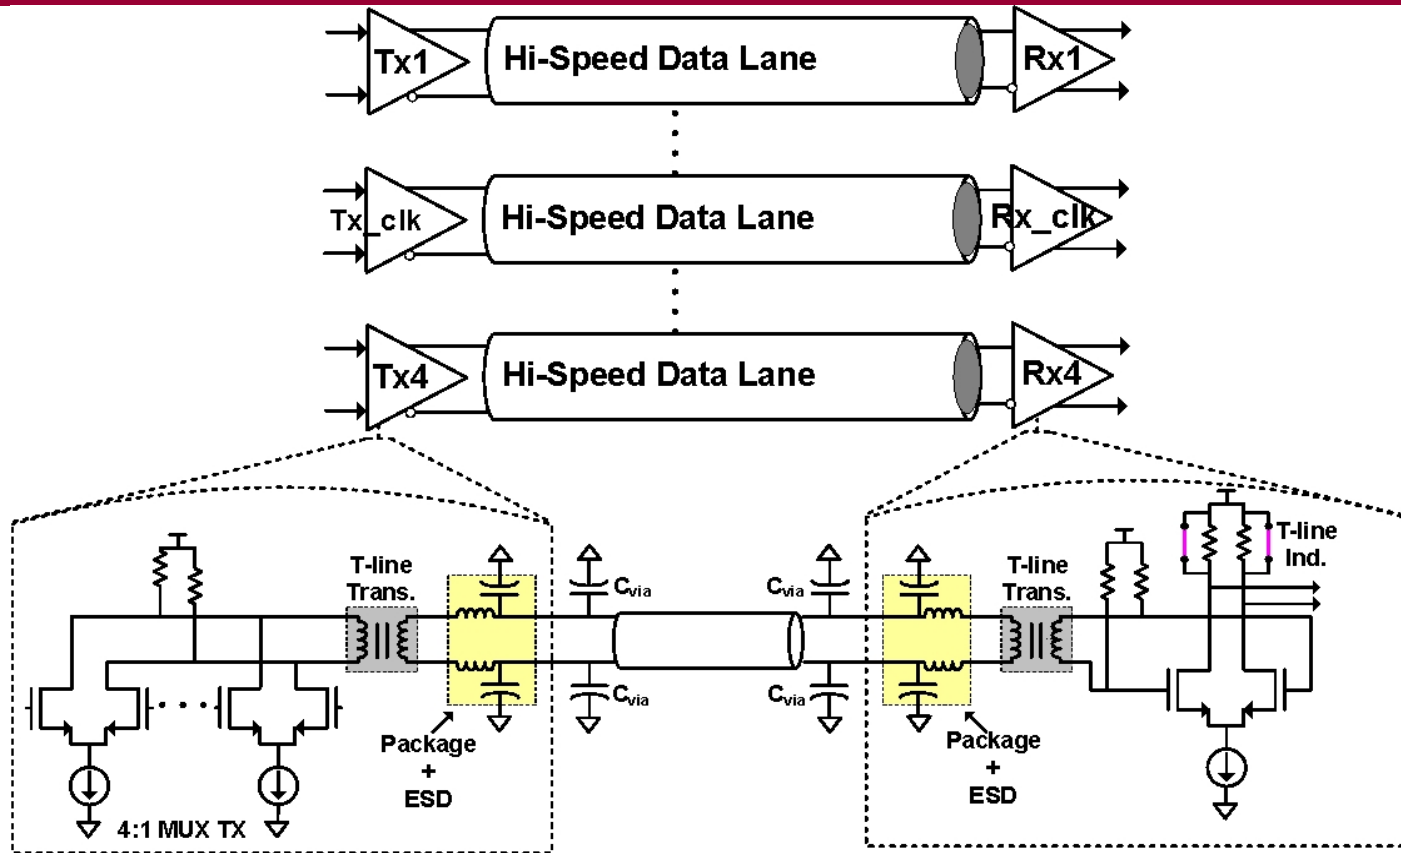 Tx1
Hi-Speed Data Lane
Rx1
Tx_clk
Hi-Speed Data Lane
Rx_clk
Tx4
Hi-Speed Data Lane
Rx4
T-line
Trans.
Cvia
Cvia
T-line
Trans.
T-line
Ind.
Cvia
Cvia
Package
+
ESD
Package
+
ESD
4:1 MUX TX